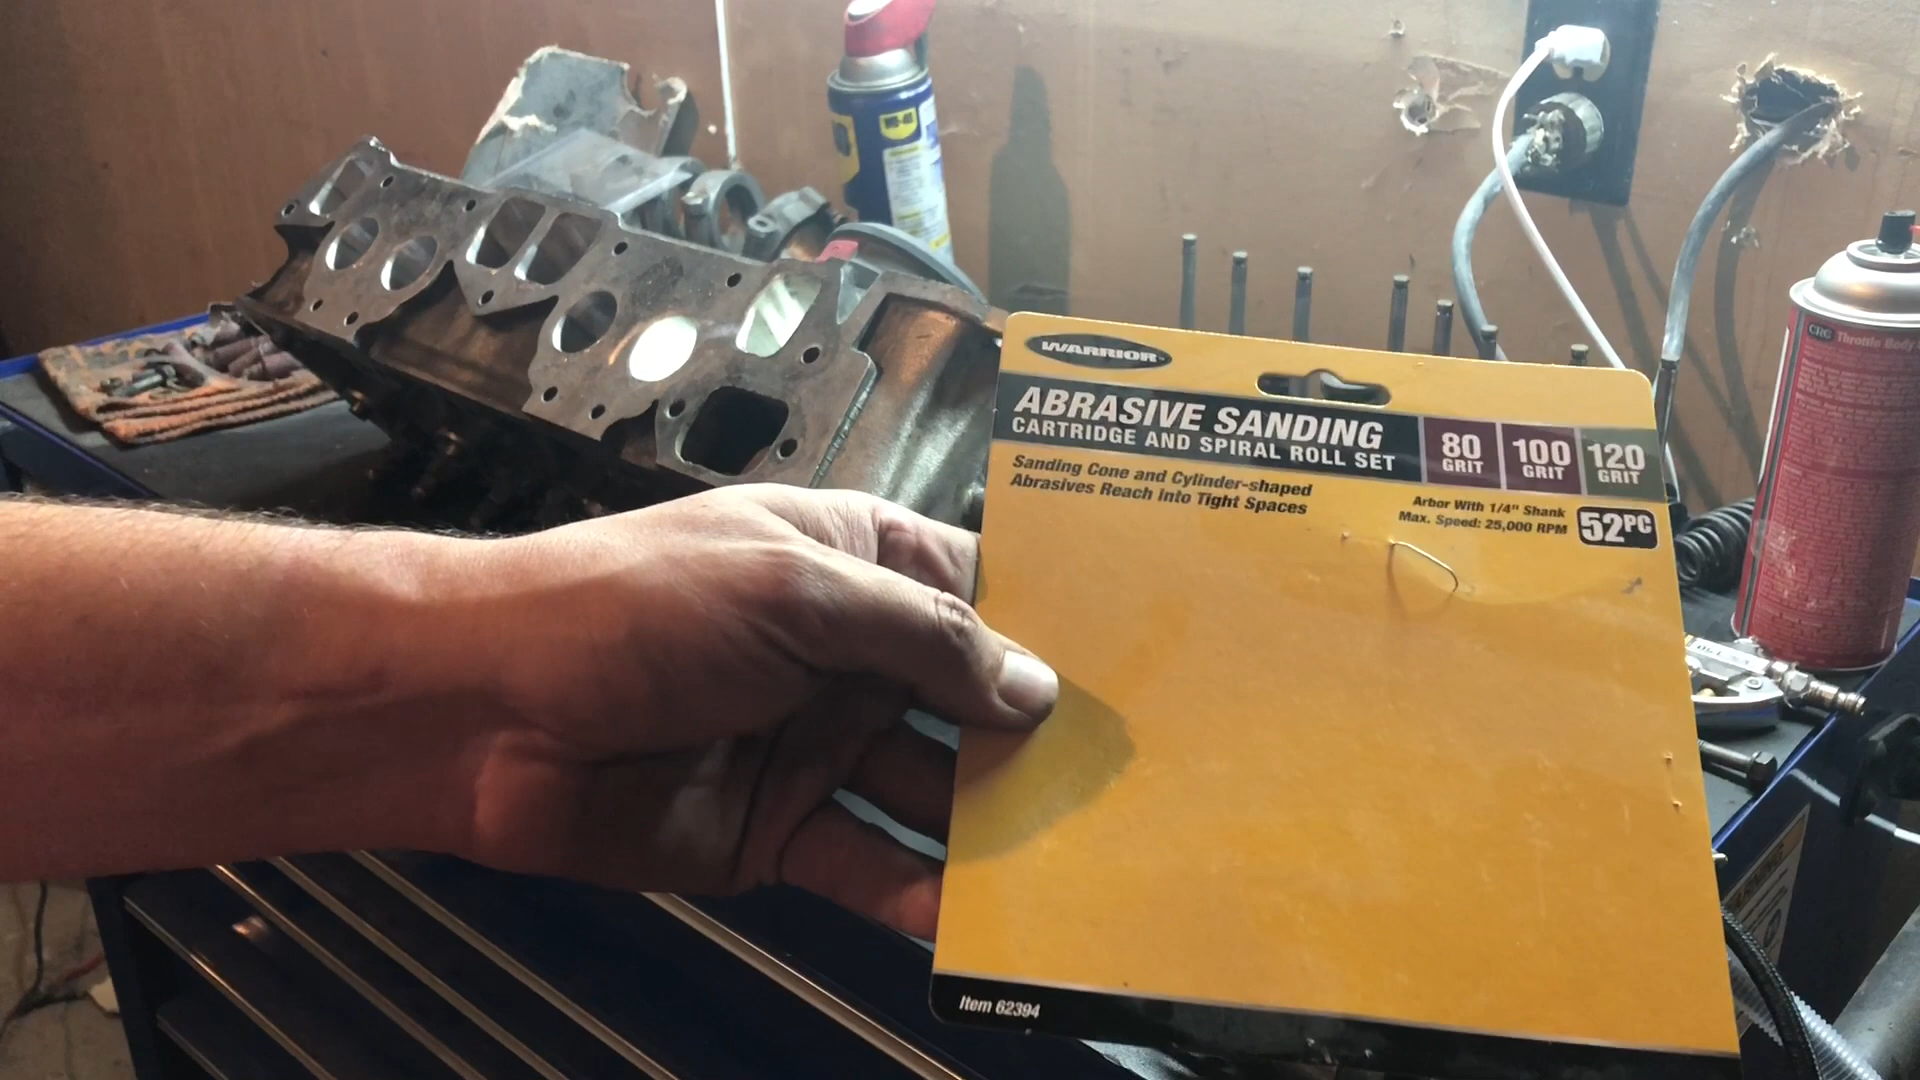 WD-40
CRC Throttle Body
WARRIOR
ABRASIVE SANDING
CARTRIDGE AND SPIRAL ROLL SET
80 GRIT
100 GRIT
120 GRIT
Sanding Cone and Cylinder-shaped
Abrasives Reach into Tight Spaces
Arbor With 1/4" Shank
Max. Speed: 25,000 RPM
52PC
Item 62394